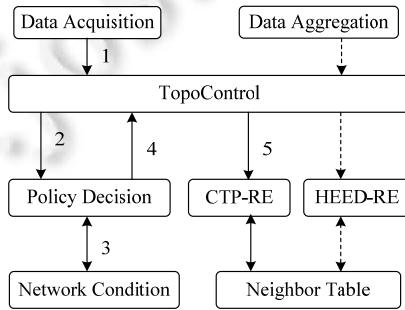 Data Acquisition
Data Aggregation
1
TopoControl
2
4
5
Policy Decision
CTP-RE
HEED-RE
3
Network Condition
Neighbor Table